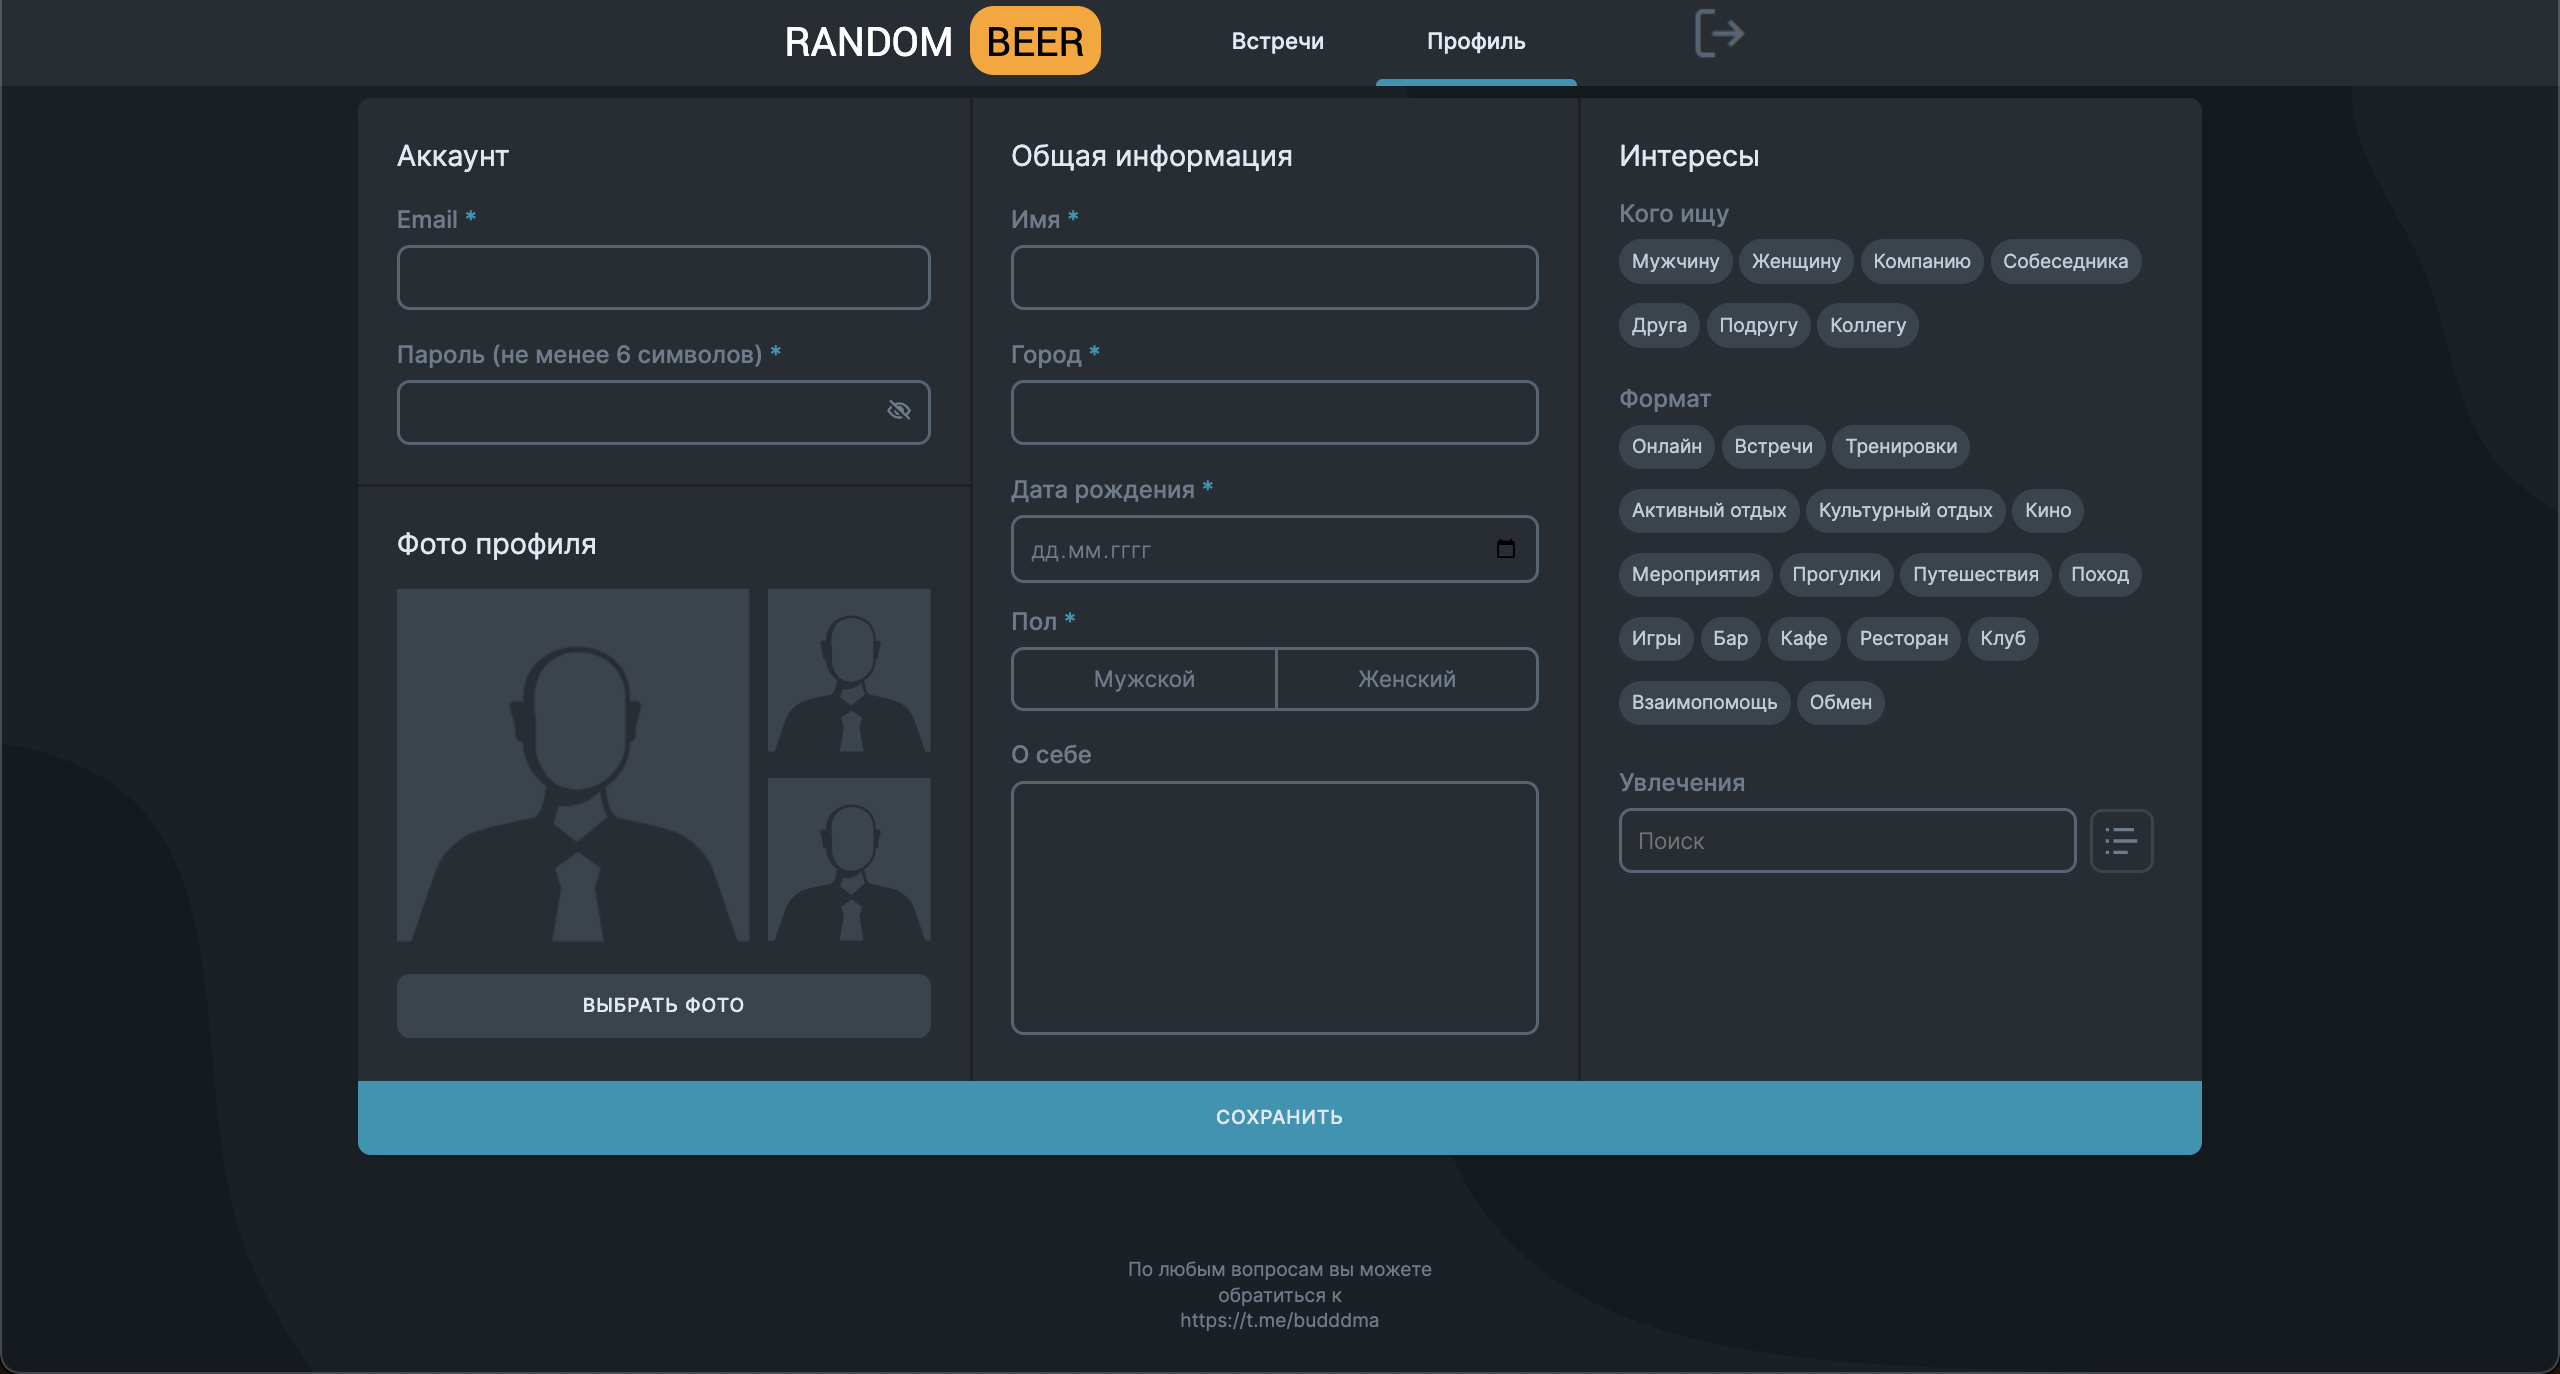 RANDOM BEER
Встречи
Профиль
Аккаунт
Email *
Пароль (не менее 6 символов) *
Фото профиля
ВЫБРАТЬ ФОТО
Общая информация
Имя *
Город *
Дата рождения *
дд.мм.гггг
Пол *
Мужской Женский
О себе
Интересы
Кого ищу
Мужчину Женщину Компанию Собеседника
Друга Подругу Коллегу
Формат
Онлайн Встречи Тренировки
Активный отдых Культурный отдых Кино
Мероприятия Прогулки Путешествия Поход
Игры Бар Кафе Ресторан Клуб
Взаимопомощь Обмен
Увлечения
Поиск
СОХРАНИТЬ
По любым вопросам вы можете
обратиться к
https://t.me/budddma